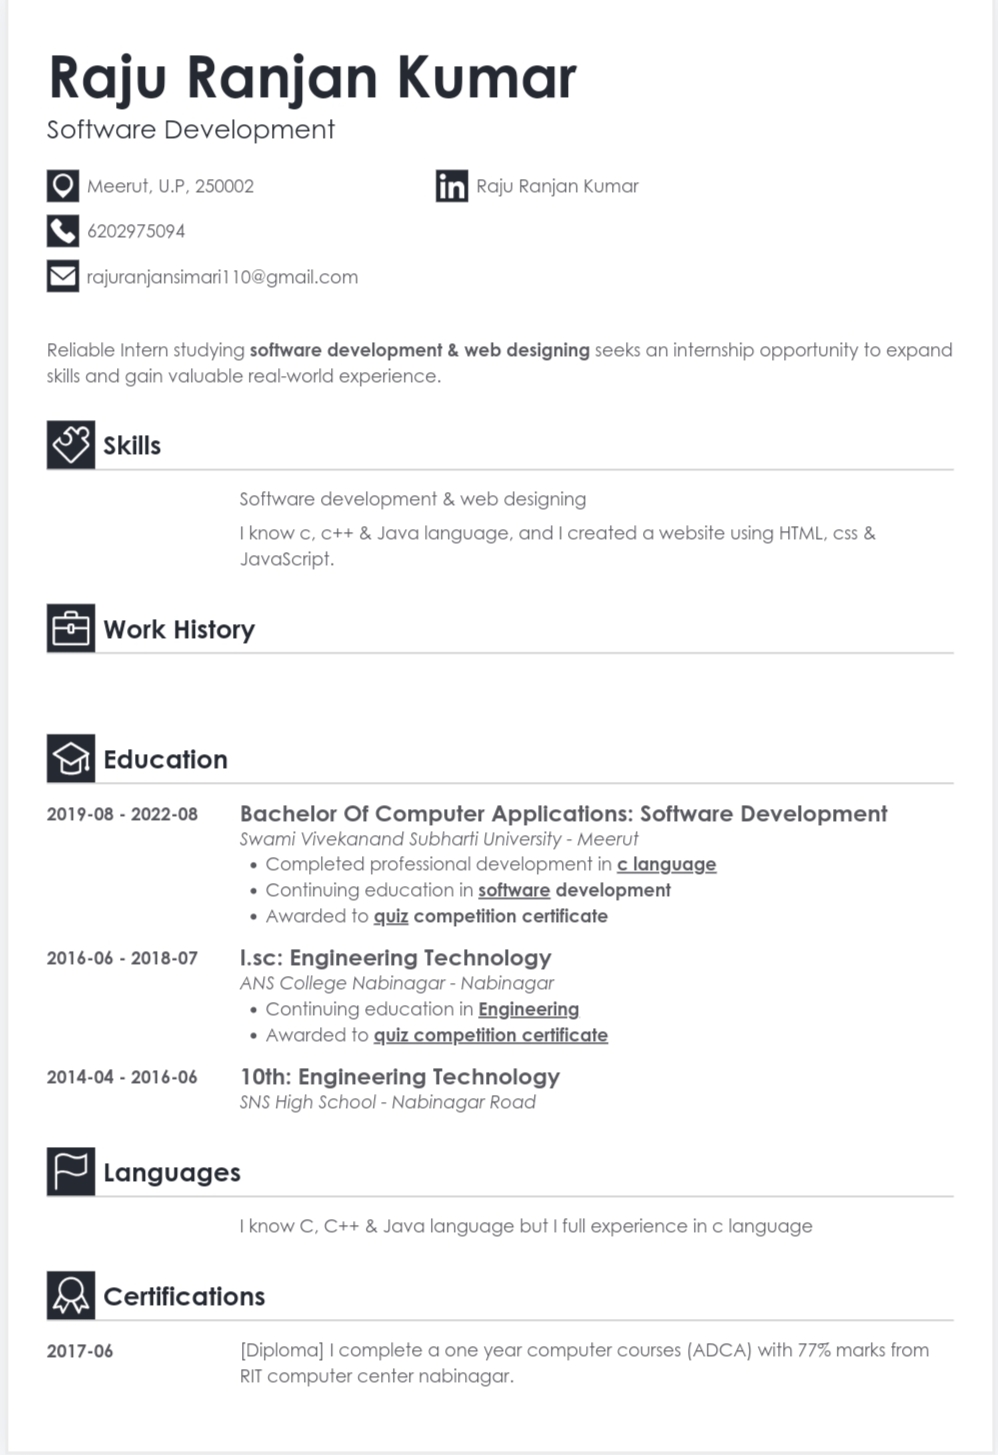 Raju Ranjan Kumar
Software Development
Meerut, U.P, 250002
Raju Ranjan Kumar
6202975094
rajuranjansimari110@gmail.com
Reliable Intern studying software development & web designing seeks an internship opportunity to expand
skills and gain valuable real-world experience.
Skills
Software development & web designing
I know c, c++ & Java language, and I created a website using HTML, css &
JavaScript.
Work History
Education
2019-08 - 2022-08
Bachelor Of Computer Applications: Software Development
Swami Vivekanand Subharti University - Meerut
• Completed professional development in c language
• Continuing education in software development
• Awarded to quiz competition certificate
2016-06 - 2018-07
I.sc: Engineering Technology
ANS College Nabinagar - Nabinagar
• Continuing education in Engineering
• Awarded to quiz competition certificate
2014-04 - 2016-06
10th: Engineering Technology
SNS High School - Nabinagar Road
Languages
I know C, C++ & Java language but I full experience in c language
Certifications
2017-06
[Diploma] I complete a one year computer courses (ADCA) with 77% marks from
RIT computer center nabinagar.